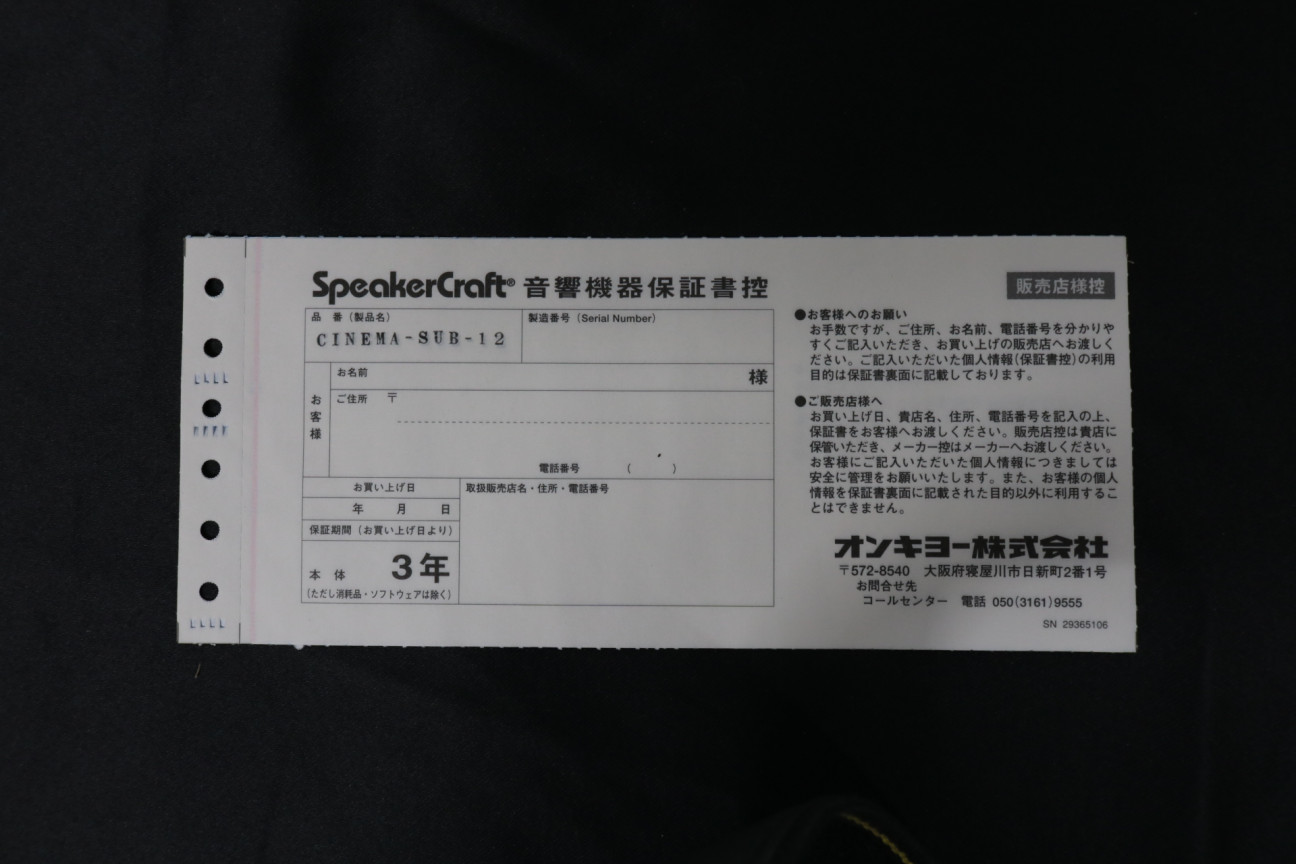 SpeakerCraft® 音響機器保証書控
販売店様控
品 番（製品名）
CINEMA-SUB-12
製造番号（Serial Number）
お客様
お名前
様
ご住所 〒
電話番号 （ ）
お買い上げ日
年 月 日
保証期間（お買い上げ日より）
本 体 3年
（ただし消耗品・ソフトウェアは除く）
取扱販売店名・住所・電話番号
●お客様へのお願い
お手数ですが、ご住所、お名前、電話番号を分かりや
すくご記入いただき、お買い上げの販売店へお渡しく
ださい。ご記入いただいた個人情報（保証書控）の利用
目的は保証書裏面に記載しております。
●ご販売店様へ
お買い上げ日、貴店名、住所、電話番号を記入の上、
保証書をお客様へお渡しください。販売店控は貴店に
保管いただき、メーカー控はメーカーへお渡しください。
お客様にご記入いただいた個人情報につきましては
安全に管理をお願いいたします。また、お客様の個人
情報を保証書裏面に記載された目的以外に利用するこ
とはできません。
オンキヨー株式会社
〒572-8540 大阪府寝屋川市日新町2番1号
お問合せ先
コールセンター 電話 050（3161）9555
SN 29365106